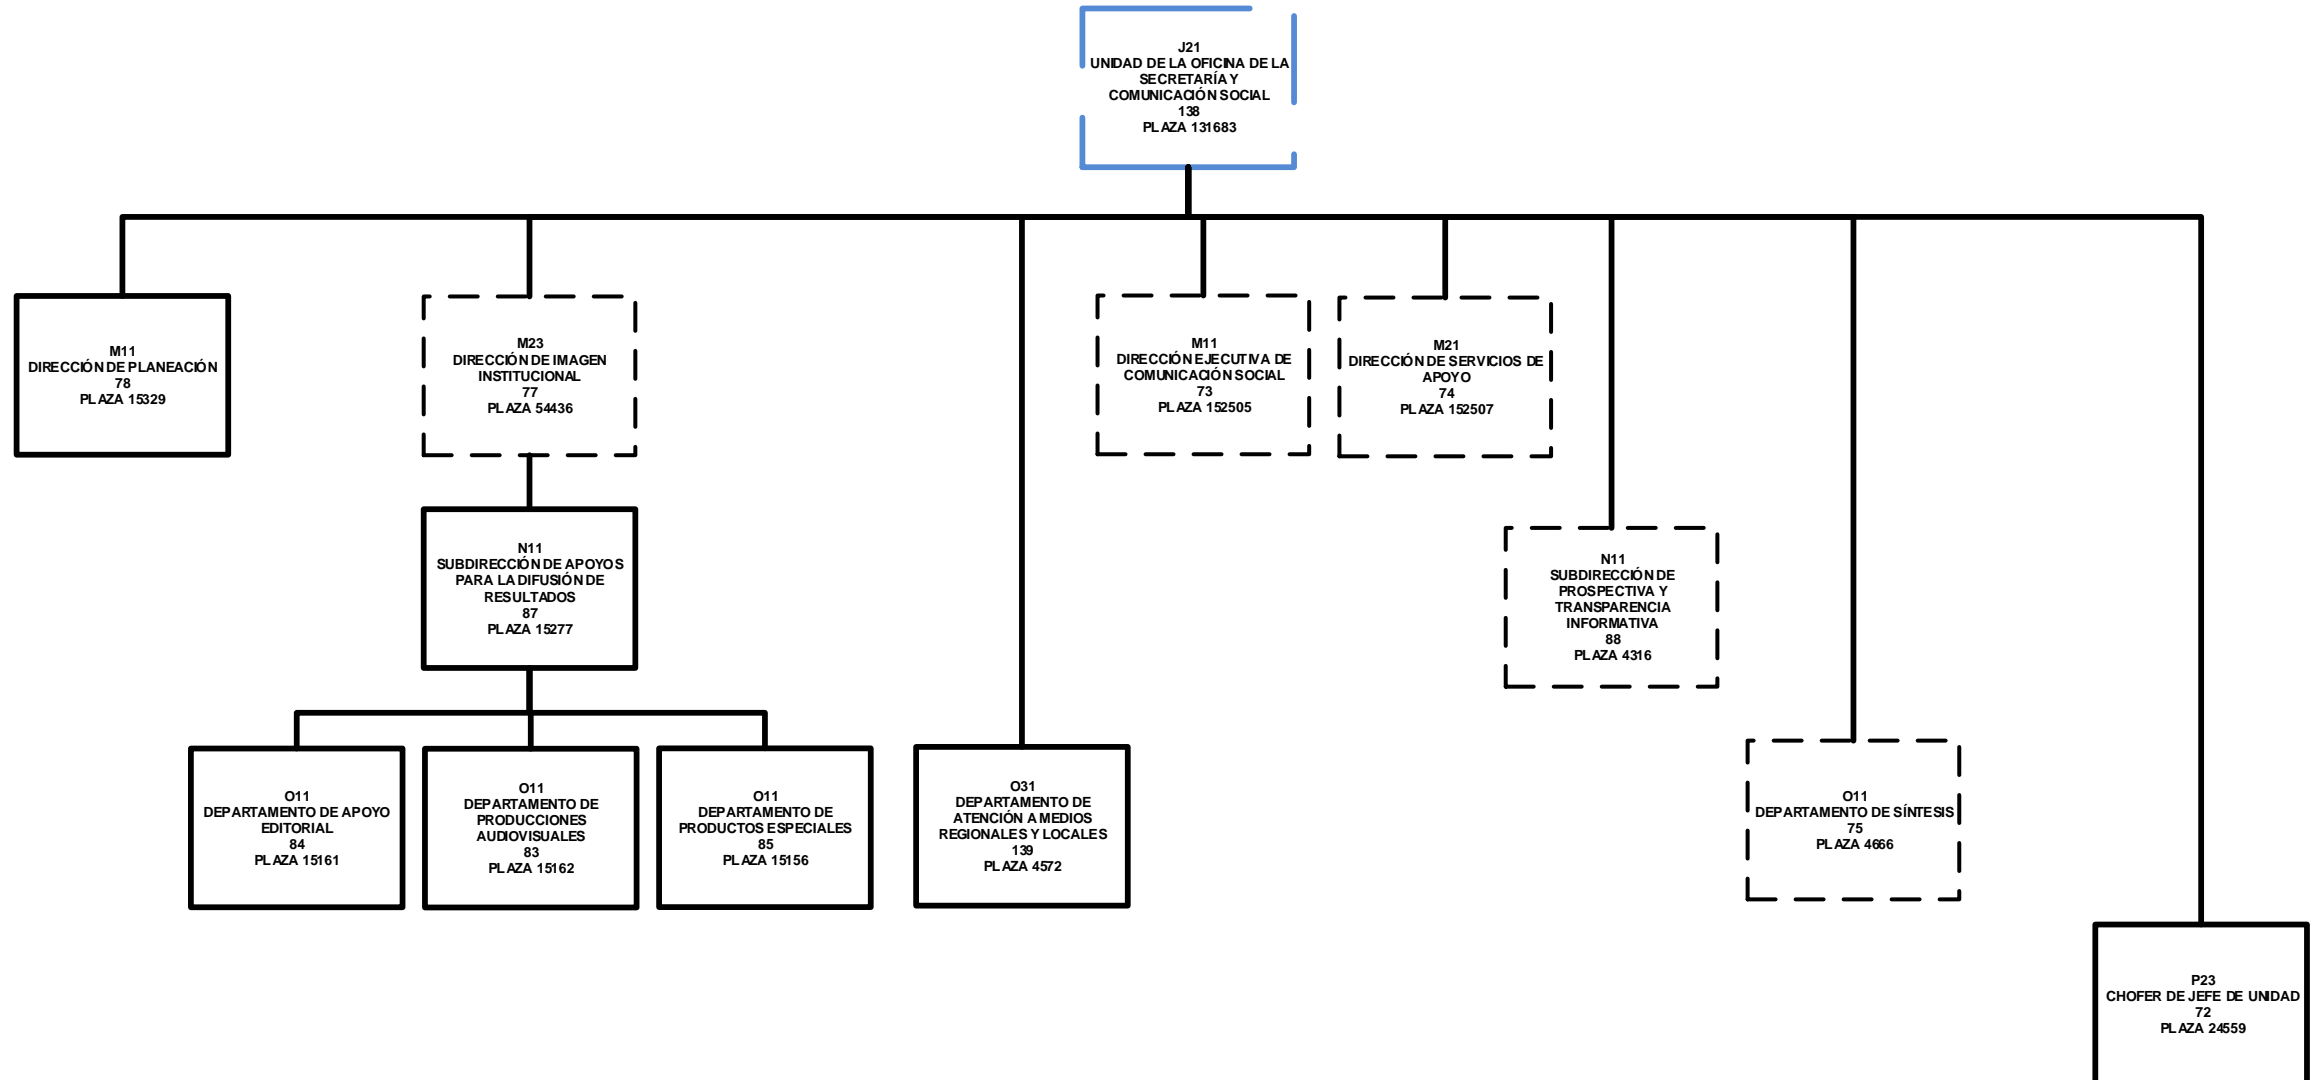 J21
UNIDAD DE LA OFICINA DE LA
SECRETARÍA Y
COMUNICACIÓN SOCIAL
138
PLAZA 131683
M11
DIRECCIÓN DE PLANEACIÓN
78
PLAZA 15329
M23
DIRECCIÓN DE IMAGEN
INSTITUCIONAL
77
PLAZA 54436
M11
DIRECCIÓN EJECUTIVA DE
COMUNICACIÓN SOCIAL
73
PLAZA 152505
M21
DIRECCIÓN DE SERVICIOS DE
APOYO
74
PLAZA 152507
N11
SUBDIRECCIÓN DE APOYOS
PARA LA DIFUSIÓN DE
RESULTADOS
87
PLAZA 15277
N11
SUBDIRECCIÓN DE
PROSPECTIVA Y
TRANSPARENCIA
INFORMATIVA
88
PLAZA 4316
O11
DEPARTAMENTO DE APOYO
EDITORIAL
84
PLAZA 15161
O11
DEPARTAMENTO DE
PRODUCCIONES
AUDIOVISUALES
83
PLAZA 15162
O11
DEPARTAMENTO DE
PRODUCTOS ESPECIALES
85
PLAZA 15156
O31
DEPARTAMENTO DE
ATENCIÓN A MEDIOS
REGIONALES Y LOCALES
139
PLAZA 4572
O11
DEPARTAMENTO DE SÍNTESIS
75
PLAZA 4666
P23
CHOFER DE JEFE DE UNIDAD
72
PLAZA 24559